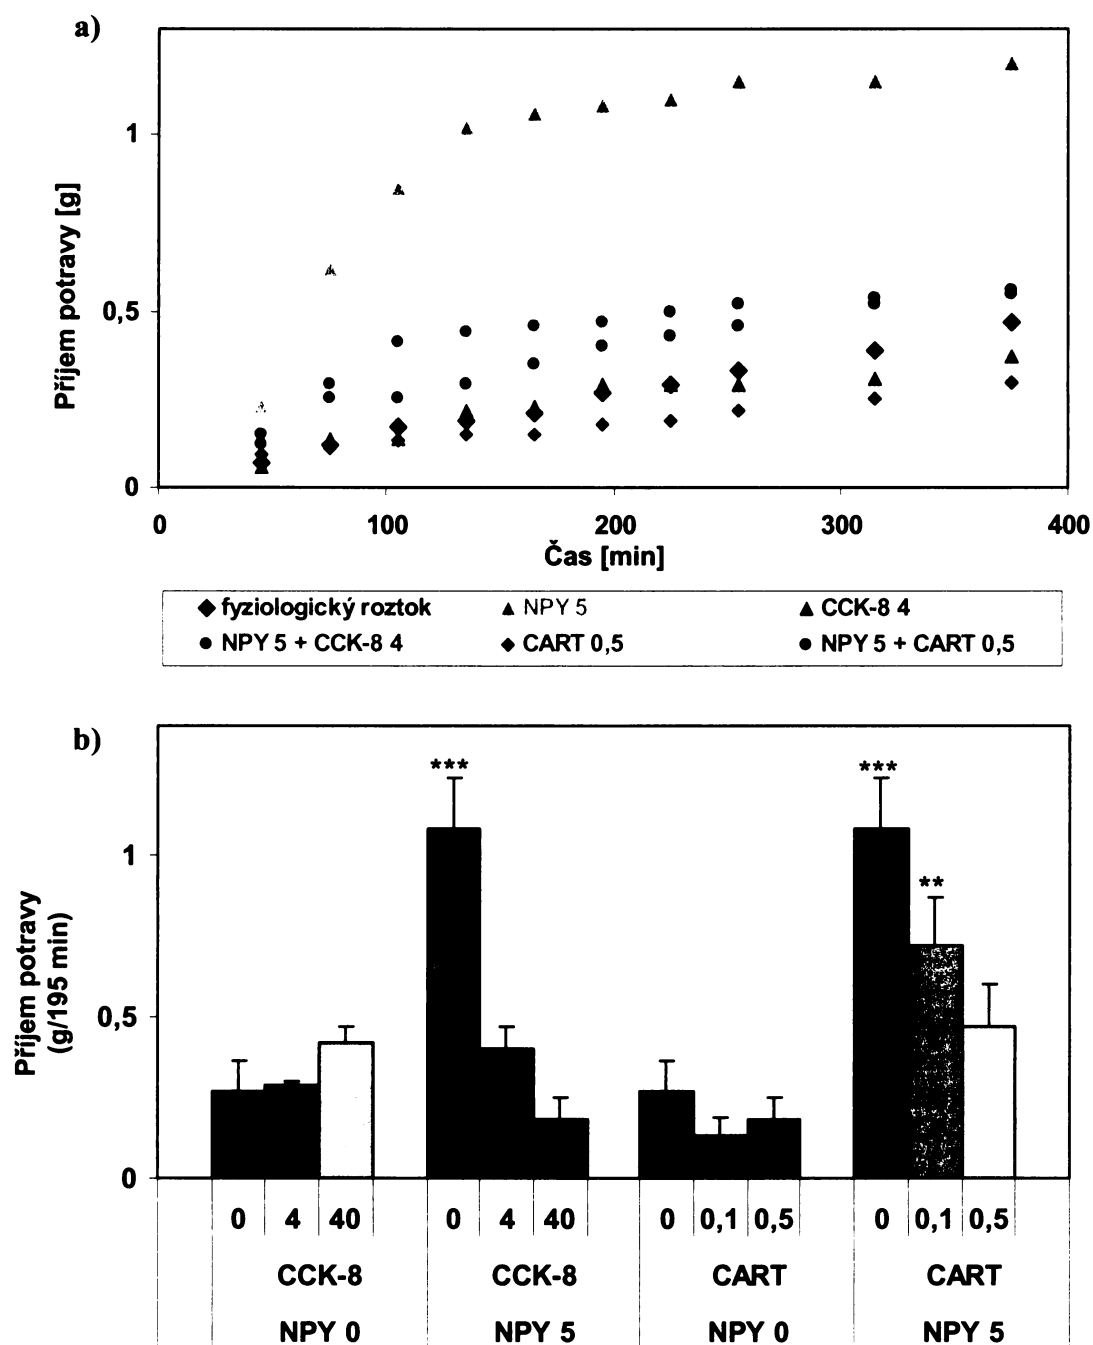 a)
Příjem potravy [g]
1
0,5
0
0 100 200 300 400
Čas [min]
fyziologický roztok NPY 5 CCK-8 4
NPY 5 + CCK-8 4 CART 0,5 NPY 5 + CART 0,5
b)
Příjem potravy
(g/195 min)
*** ***
**
1
0,5
0
0 4 40 0 4 40 0 0,1 0,5 0 0,1 0,5
CCK-8 CCK-8 CART CART
NPY 0 NPY 5 NPY 0 NPY 5